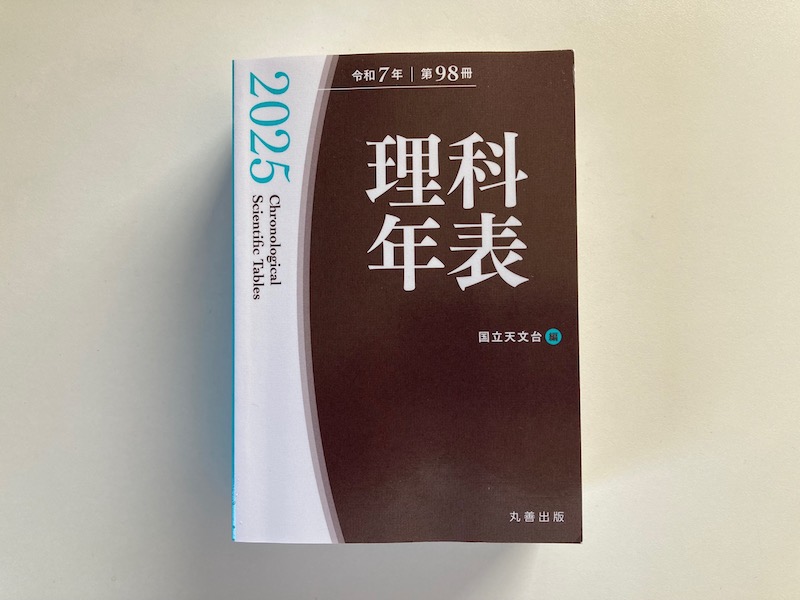 令和7年｜第98冊
理科
年表
国立天文台 編
丸善出版
2025
Chronological
Scientific Tables